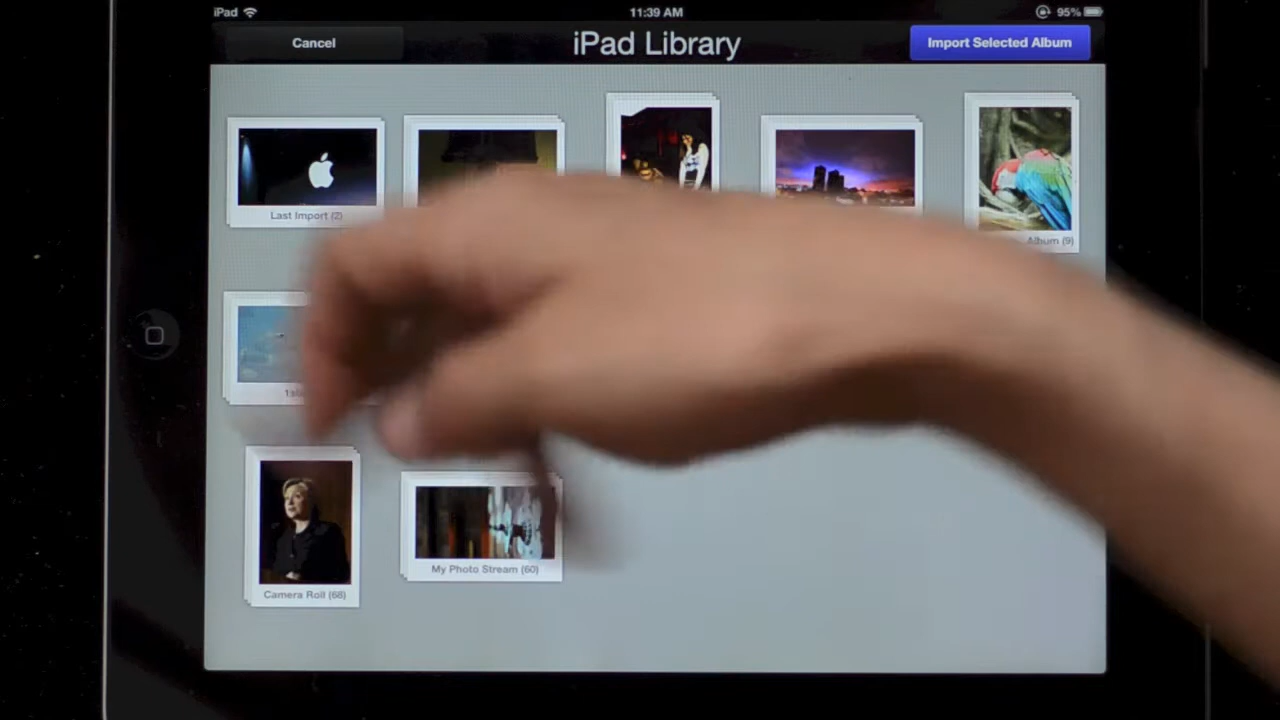 iPad 11:39 AM 95%
Cancel iPad Library Import Selected Album
Last Import (2)
Album (9)
Camera Roll (68)
My Photo Stream (60)